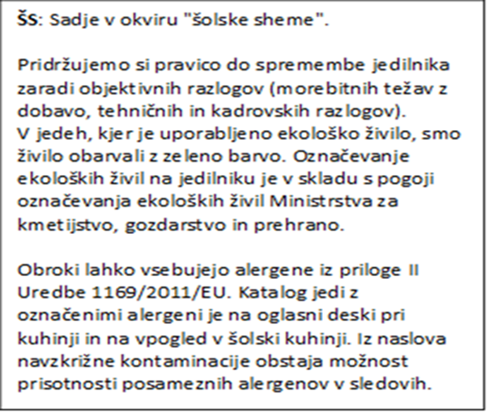 ŠS: Sadje v okviru "šolske sheme".
Pridržujemo si pravico do spremembe jedilnika
zaradi objektivnih razlogov (morebitnih težav z
dobavo, tehničnih in kadrovskih razlogov).
V jedeh, kjer je uporabljeno ekološko živilo, smo
živilo obarvali z zeleno barvo. Označevanje
ekoloških živil na jedilniku je v skladu s pogoji
označevanja ekoloških živil Ministrstva za
kmetijstvo, gozdarstvo in prehrano.
Obroki lahko vsebujejo alergene iz priloge II
Uredbe 1169/2011/EU. Katalog jedi z
označenimi alergeni je na oglasni deski pri
kuhinji in na vpogled v šolski kuhinji. Iz naslova
navzkrižne kontaminacije obstaja možnost
prisotnosti posameznih alergenov v sledovih.